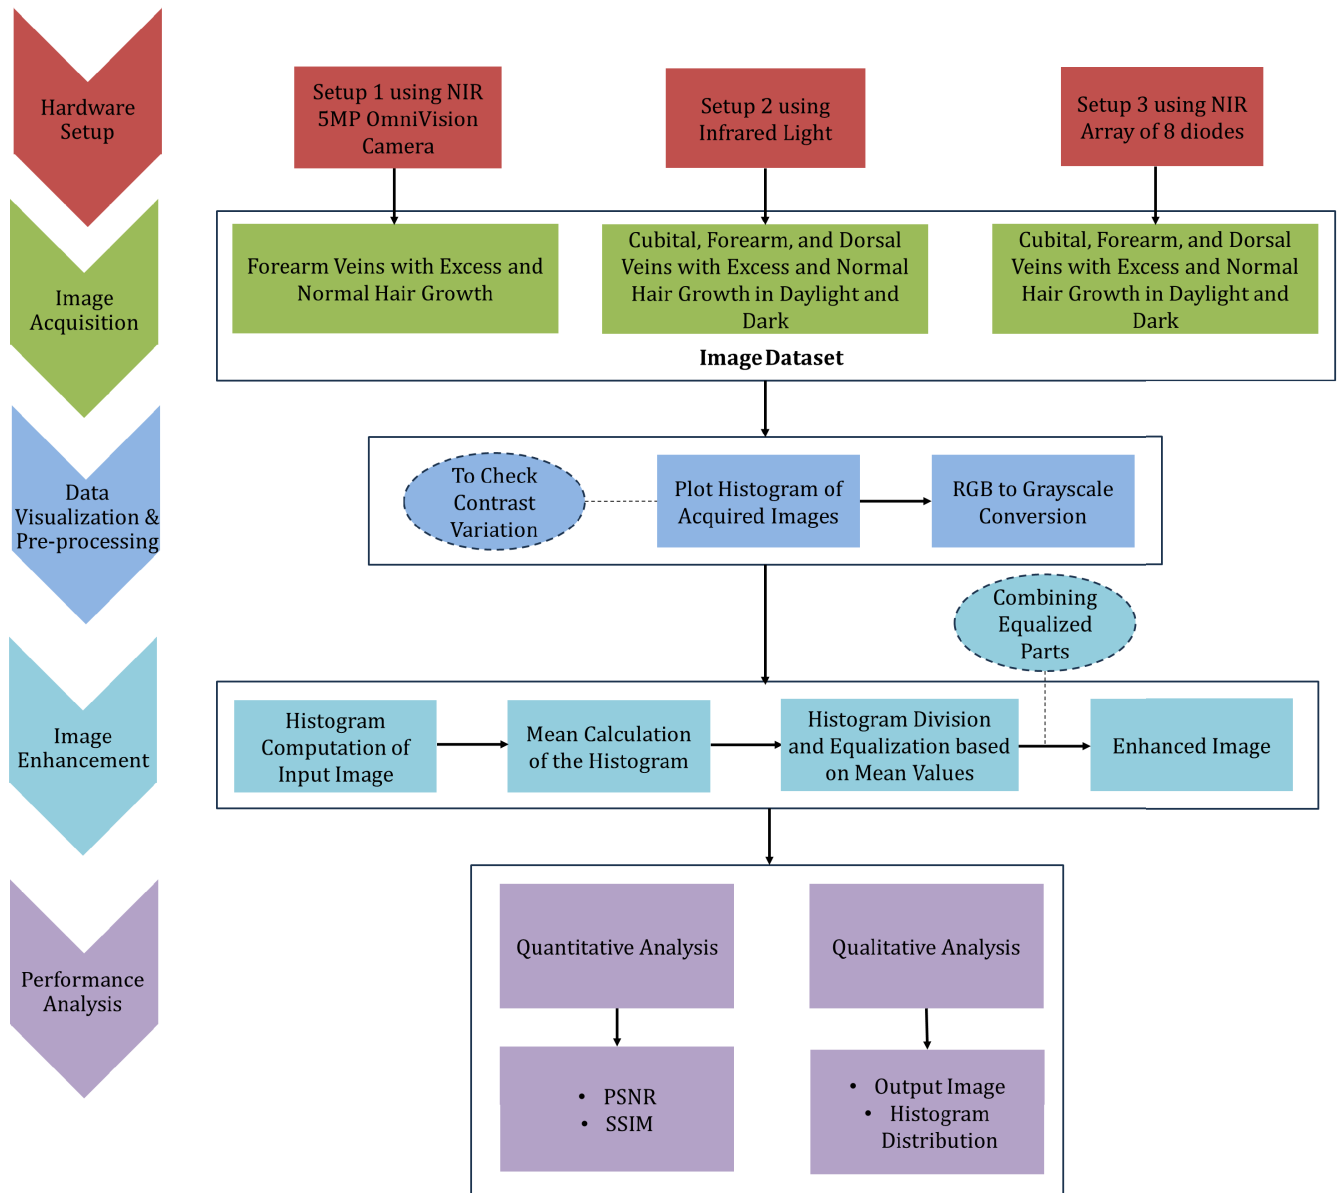 Hardware
Setup
Setup 1 using NIR
5MP OmniVision
Camera
Setup 2 using
Infrared Light
Setup 3 using NIR
Array of 8 diodes
Image
Acquisition
Forearm Veins with Excess and
Normal Hair Growth
Cubital, Forearm, and Dorsal
Veins with Excess and Normal
Hair Growth in Daylight and
Dark
Cubital, Forearm, and Dorsal
Veins with Excess and Normal
Hair Growth in Daylight and
Dark
Image Dataset
Data
Visualization &
Pre-processing
To Check
Contrast
Variation
Plot Histogram of
Acquired Images
RGB to Grayscale
Conversion
Combining
Equalized
Parts
Image
Enhancement
Histogram
Computation of
Input Image
Mean Calculation
of the Histogram
Histogram Division
and Equalization based
on Mean Values
Enhanced Image
Performance
Analysis
Quantitative Analysis
Qualitative Analysis
• PSNR
• SSIM
• Output Image
• Histogram
Distribution